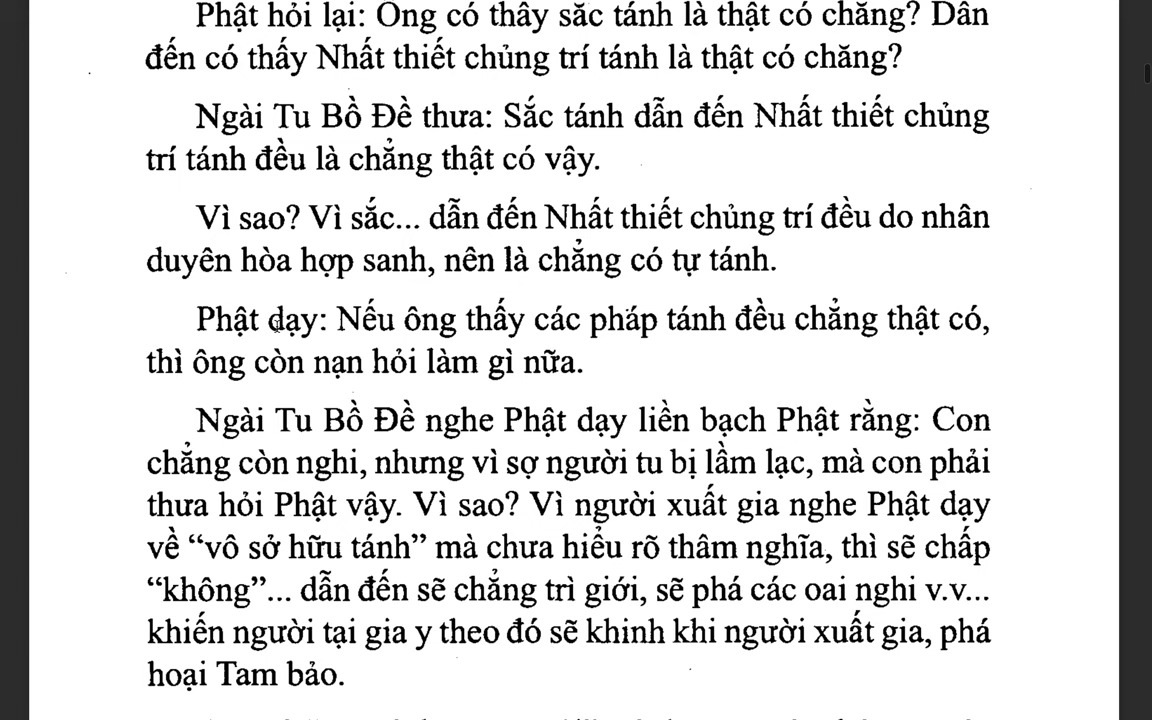 Phật hỏi lại: Ông có thấy sắc tánh là thật có chăng? Dẫn
đến có thấy Nhất thiết chủng trí tánh là thật có chăng?
Ngài Tu Bồ Đề thưa: Sắc tánh dẫn đến Nhất thiết chủng
trí tánh đều là chẳng thật có vậy.
Vì sao? Vì sắc... dẫn đến Nhất thiết chủng trí đều do nhân
duyên hòa hợp sanh, nên là chẳng có tự tánh.
Phật dạy: Nếu ông thấy các pháp tánh đều chẳng thật có,
thì ông còn nạn hỏi làm gì nữa.
Ngài Tu Bồ Đề nghe Phật dạy liền bạch Phật rằng: Con
chẳng còn nghi, nhưng vì sợ người tu bị lầm lạc, mà con phải
thưa hỏi Phật vậy. Vì sao? Vì người xuất gia nghe Phật dạy
về “vô sở hữu tánh” mà chưa hiểu rõ thâm nghĩa, thì sẽ chấp
“không”... dẫn đến sẽ chẳng trì giới, sẽ phá các oai nghi v.v...
khiến người tại gia y theo đó sẽ khinh khi người xuất gia, phá
hoại Tam bảo.